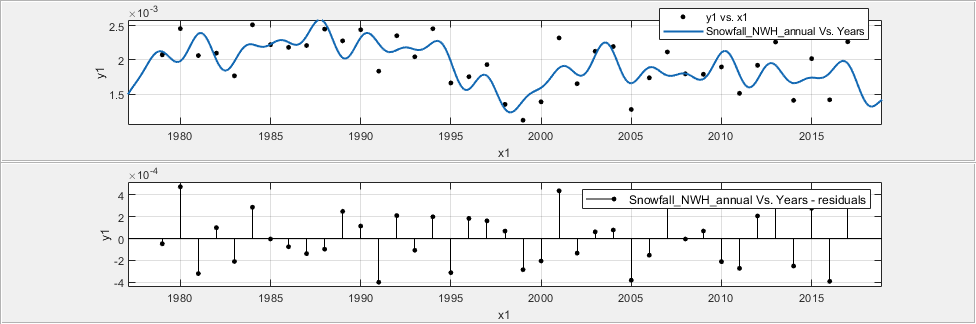 ×10⁻³
y1 vs. x1
Snowfall_NWH_annual Vs. Years
2.5
2
1.5
y1
1980 1985 1990 1995 2000 2005 2010 2015
x1
×10⁻⁴
Snowfall_NWH_annual Vs. Years - residuals
4
2
0
-2
-4
y1
1980 1985 1990 1995 2000 2005 2010 2015
x1